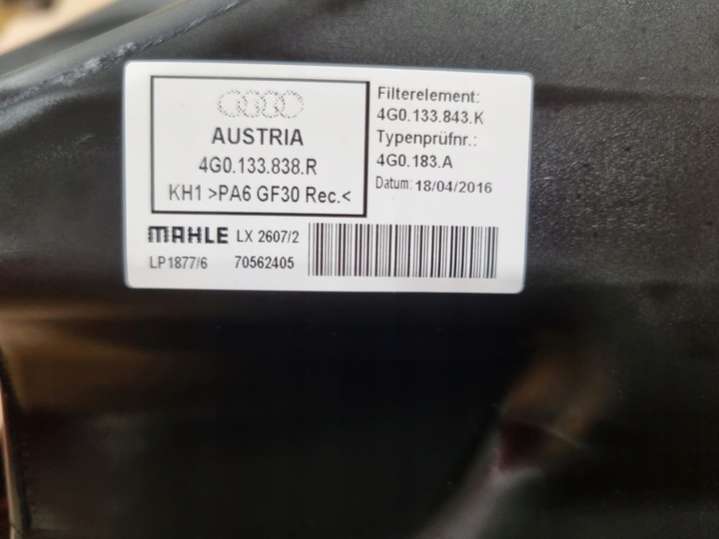 AUSTRIA
4G0.133.838.R
KH1 >PA6 GF30 Rec.<
Filterelement:
4G0.133.843.K
Typenprüfnr.:
4G0.183.A
Datum: 18/04/2016
MAHLE LX 2607/2
LP1877/6 70562405